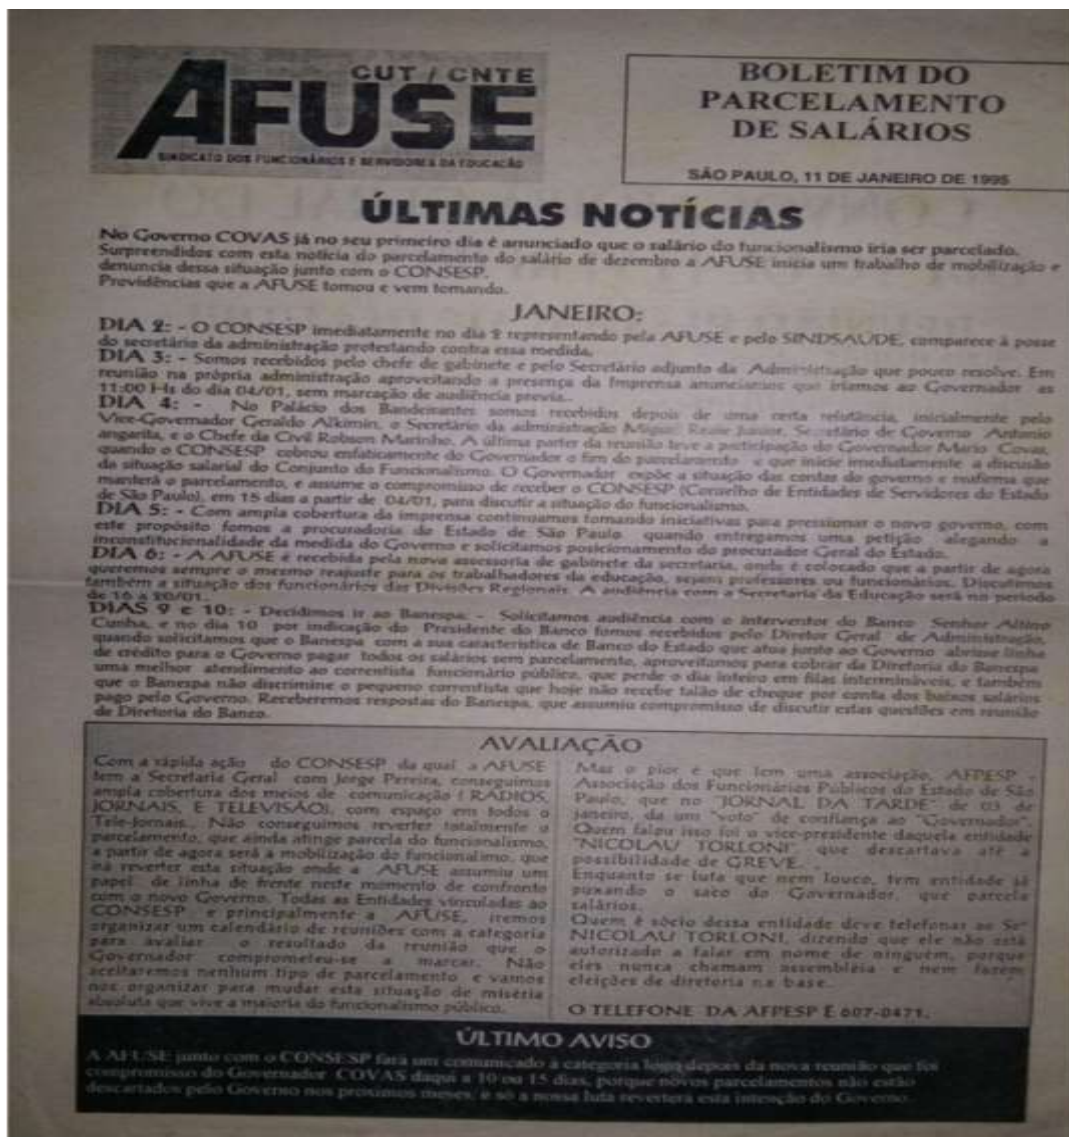 CUT / CNTE
AFUSE
SINDICATO DOS FUNCIONÁRIOS E SERVIDORES DA EDUCAÇÃO
BOLETIM DO
PARCELAMENTO
DE SALÁRIOS
SÃO PAULO, 11 DE JANEIRO DE 1995
ÚLTIMAS NOTÍCIAS
No Governo COVAS já no seu primeiro dia é anunciado que o salário do funcionalismo iria ser parcelado.
Surpreendidos com esta notícia do parcelamento do salário de dezembro a AFUSE inicia um trabalho de mobilização e
denuncia dessa situação junto com o CONSESP.
Providências que a AFUSE tomou e vem tomando.
JANEIRO:
DIA 2: - O CONSESP imediatamente no dia 2 representando pela AFUSE e pelo SINDSAÚDE, comparece à posse
do secretário da administração protestando contra essa medida.
DIA 3: - Somos recebidos pelo chefe de gabinete e pelo Secretário adjunto da Administração que pouco resolve. Em
reunião na própria administração aproveitando a presença da Imprensa anunciamos que iríamos ao Governador as
11:00 Hs do dia 04/01, sem marcação de audiência previa..
DIA 4: - No Palácio dos Bandeirantes somos recebidos depois de uma certa relutância, inicialmente pelo
Vice-Governador Geraldo Alkimin, o Secretário da administração Miguel Reale Junior, Secretário de Governo Antonio
angarita, e o Chefe da Civil Robson Marinho. A última parter da reunião teve a participação do Governador Mario Covas,
quando o CONSESP cobrou enfaticamente do Governador o fim do parcelamento e que inicie imediatamente a discussão
da situação salarial do Conjunto do Funcionalismo. O Governador expõe a situação das contas do governo e reafirma que
manterá o parcelamento, e assume o compromisso de receber o CONSESP (Conselho de Entidades de Servidores do Estado
de São Paulo), em 15 dias a partir de 04/01, para discutir a situação do funcionalismo.
DIA 5: - Com ampla cobertura da imprensa continuamos tomando iniciativas para pressionar o novo governo, com
este propósito fomos a procuradoria do Estado de São Paulo quando entregamos uma petição alegando a
inconstitucionalidade da medida do Governo e solicitamos posicionamento do procurador Geral do Estado.
DIA 6: - A AFUSE é recebida pela nova assessoria de gabinete da secretaria, onde é colocado que a partir de agora
queremos sempre o mesmo reajuste para os trabalhadores da educação, sejam professores ou funcionários. Discutimos
também a situação dos funcionários das Divisões Regionais. A audiência com a Secretaria da Educação será no período
de 16 a 20/01.
DIAS 9 e 10: - Decidimos ir ao Banespa: - Solicitamos audiência com o interventor do Banco Senhor Altino
Cunha, e no dia 10 por indicação do Presidente do Banco fomos recebidos pelo Diretor Geral de Administração,
quando solicitamos que o Banespa com a sua característica de Banco do Estado que atua junto ao Governo abrisse linha
de crédito para o Governo pagar todos os salários sem parcelamento, aproveitamos para cobrar da Diretoria do Banespa
uma melhor atendimento ao correntista funcionário público, que perde o dia inteiro em filas intermináveis, e também
que o Banespa não discrimine o pequeno correntista que hoje não recebe talão de cheque por conta dos baixos salários
pago pelo Governo. Receberemos respostas do Banespa, que assumiu compromisso de discutir estas questões em reunião
de Diretoria do Banco.
AVALIAÇÃO
Com a rápida ação do CONSESP da qual a AFUSE
tem a Secretaria Geral com Jorge Pereira, conseguimos
ampla cobertura dos meios de comunicação ( RÁDIOS,
JORNAIS, E TELEVISÃO), com espaço em todos o
Tele-Jornais.. Não conseguimos reverter totalmente o
parcelamento, que ainda atinge parcela do funcionalismo,
a partir de agora será a mobilização do funcionalimo, que
irá reverter esta situação onde a AFUSE assumiu um
papel de linha de frente neste momento de confronto
com o novo Governo. Todas as Entidades vinculadas ao
CONSESP e principalmente a AFUSE, iremos
organizar um calendário de reuniões com a categoria
para avaliar o resultado da reunião que o
Governador comprometeu-se a marcar. Não
aceitaremos nenhum tipo de parcelamento e vamos
nos organizar para mudar esta situação de miséria
absoluta que vive a maioria do funcionalismo público.
Mas o pior é que tem uma associação, AFPESP -
Associação dos Funcionários Públicos do Estado de São
Paulo, que no "JORNAL DA TARDE" de 03 de
janeiro, da um "voto" de confiança ao "Governador".
Quem falou isso foi o vice-presidente daquela entidade
"NICOLAU TORLONI", que descartava até a
possibilidade de GREVE.
Enquanto se luta que nem louco, tem entidade já
puxando o saco do Governador, que parcela
salários.
Quem é sócio dessa entidade deve telefonar ao Sr
NICOLAU TORLONI, dizendo que ele não está
autorizado a falar em nome de ninguém, porque
eles nunca chamam assembléia e nem fazem
eleições de diretoria na base.
O TELEFONE DA AFPESP É 607-0471.
ÚLTIMO AVISO
A AFUSE junto com o CONSESP fará um comunicado à categoria logo depois da nova reunião que foi
compromisso do Governador COVAS daqui a 10 ou 15 dias, porque novos parcelamentos não estão
descartados pelo Governo nos próximos meses, e só a nossa luta reverterá esta intenção do Governo.